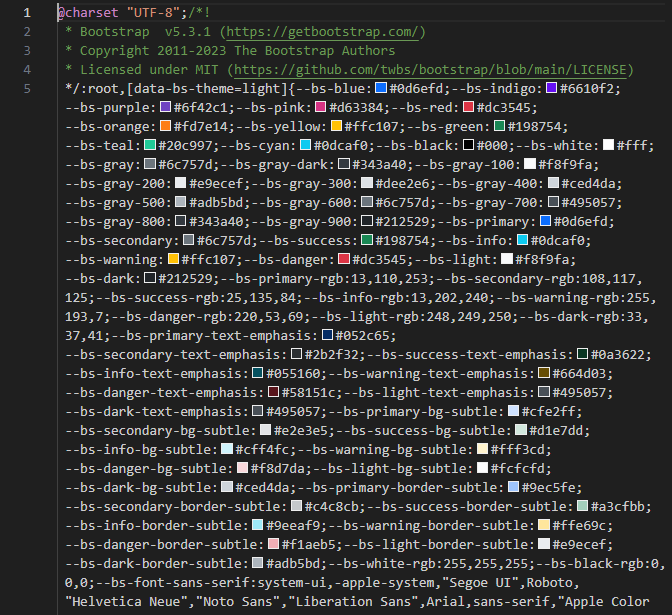 1 @charset "UTF-8";/*!
2 * Bootstrap  v5.3.1 (https://getbootstrap.com/)
3 * Copyright 2011-2023 The Bootstrap Authors
4 * Licensed under MIT (https://github.com/twbs/bootstrap/blob/main/LICENSE)
5 */:root,[data-bs-theme=light]{--bs-blue:#0d6efd;--bs-indigo:#6610f2;
--bs-purple:#6f42c1;--bs-pink:#d63384;--bs-red:#dc3545;
--bs-orange:#fd7e14;--bs-yellow:#ffc107;--bs-green:#198754;
--bs-teal:#20c997;--bs-cyan:#0dcaf0;--bs-black:#000;--bs-white:#fff;
--bs-gray:#6c757d;--bs-gray-dark:#343a40;--bs-gray-100:#f8f9fa;
--bs-gray-200:#e9ecef;--bs-gray-300:#dee2e6;--bs-gray-400:#ced4da;
--bs-gray-500:#adb5bd;--bs-gray-600:#6c757d;--bs-gray-700:#495057;
--bs-gray-800:#343a40;--bs-gray-900:#212529;--bs-primary:#0d6efd;
--bs-secondary:#6c757d;--bs-success:#198754;--bs-info:#0dcaf0;
--bs-warning:#ffc107;--bs-danger:#dc3545;--bs-light:#f8f9fa;
--bs-dark:#212529;--bs-primary-rgb:13,110,253;--bs-secondary-rgb:108,117,
125;--bs-success-rgb:25,135,84;--bs-info-rgb:13,202,240;--bs-warning-rgb:255,
193,7;--bs-danger-rgb:220,53,69;--bs-light-rgb:248,249,250;--bs-dark-rgb:33,
37,41;--bs-primary-text-emphasis:#052c65;
--bs-secondary-text-emphasis:#2b2f32;--bs-success-text-emphasis:#0a3622;
--bs-info-text-emphasis:#055160;--bs-warning-text-emphasis:#664d03;
--bs-danger-text-emphasis:#58151c;--bs-light-text-emphasis:#495057;
--bs-dark-text-emphasis:#495057;--bs-primary-bg-subtle:#cfe2ff;
--bs-secondary-bg-subtle:#e2e3e5;--bs-success-bg-subtle:#d1e7dd;
--bs-info-bg-subtle:#cff4fc;--bs-warning-bg-subtle:#fff3cd;
--bs-danger-bg-subtle:#f8d7da;--bs-light-bg-subtle:#fcfcfd;
--bs-dark-bg-subtle:#ced4da;--bs-primary-border-subtle:#9ec5fe;
--bs-secondary-border-subtle:#c4c8cb;--bs-success-border-subtle:#a3cfbb;
--bs-info-border-subtle:#9eeaf9;--bs-warning-border-subtle:#ffe69c;
--bs-danger-border-subtle:#f1aeb5;--bs-light-border-subtle:#e9ecef;
--bs-dark-border-subtle:#adb5bd;--bs-white-rgb:255,255,255;--bs-black-rgb:0,
0,0;--bs-font-sans-serif:system-ui,-apple-system,"Segoe UI",Roboto,
"Helvetica Neue","Noto Sans","Liberation Sans",Arial,sans-serif,"Apple Color